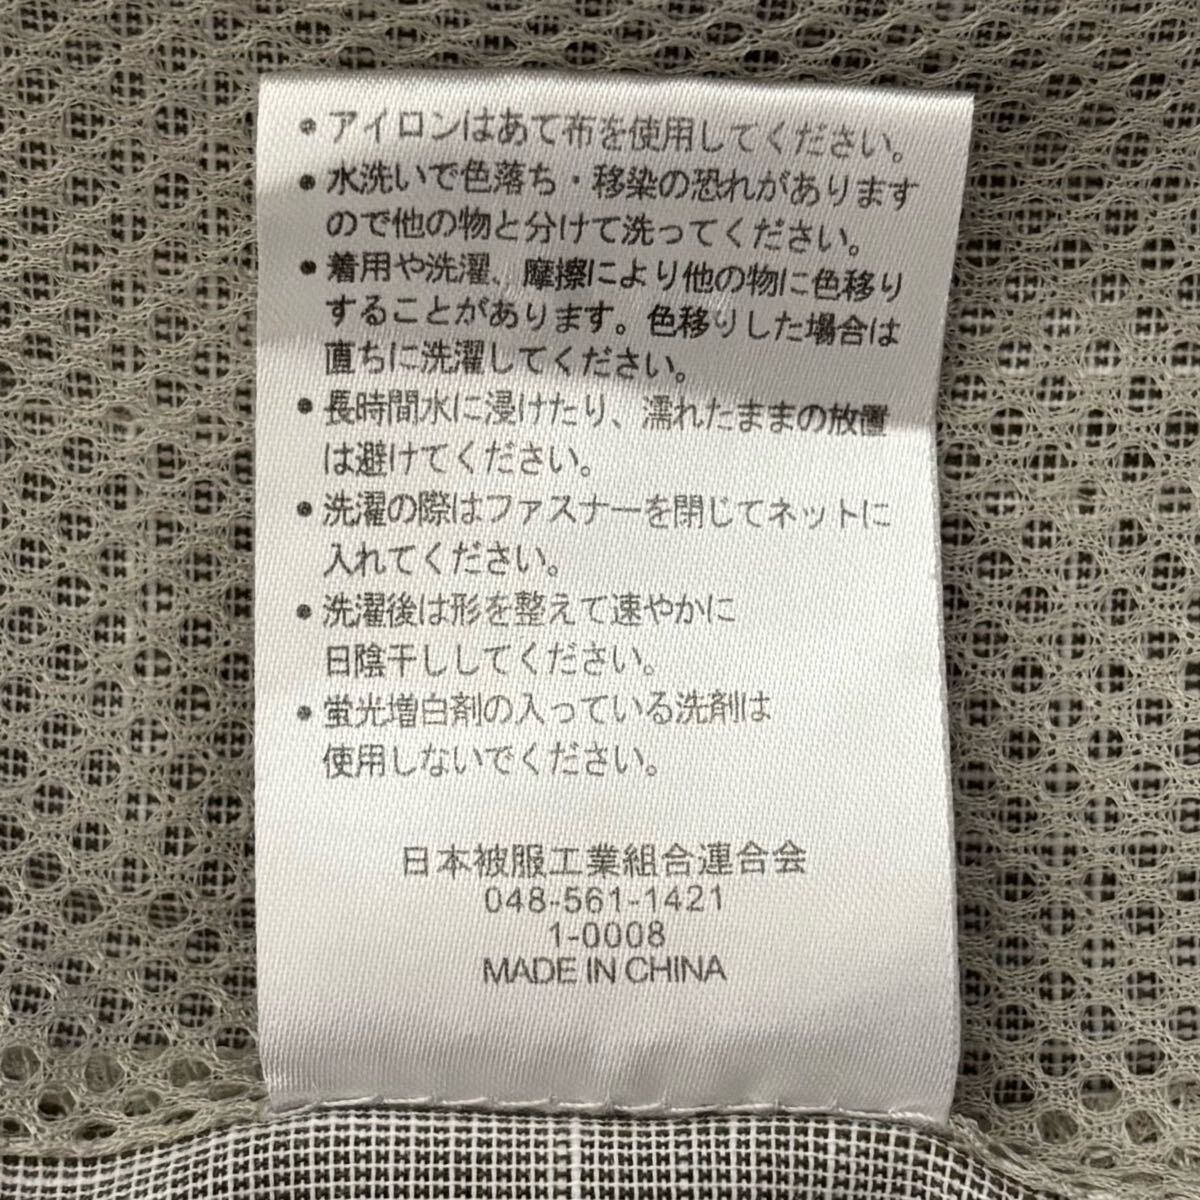 • アイロンはあて布を使用してください。
• 水洗いで色落ち・移染の恐れがあります
ので他の物と分けて洗ってください。
• 着用や洗濯、摩擦により他の物に色移り
することがあります。色移りした場合は
直ちに洗濯してください。
• 長時間水に浸けたり、濡れたままの放置
は避けてください。
• 洗濯の際はファスナーを閉じてネットに
入れてください。
• 洗濯後は形を整えて速やかに
日陰干ししてください。
• 蛍光増白剤の入っている洗剤は
使用しないでください。
日本被服工業組合連合会
048-561-1421
1-0008
MADE IN CHINA